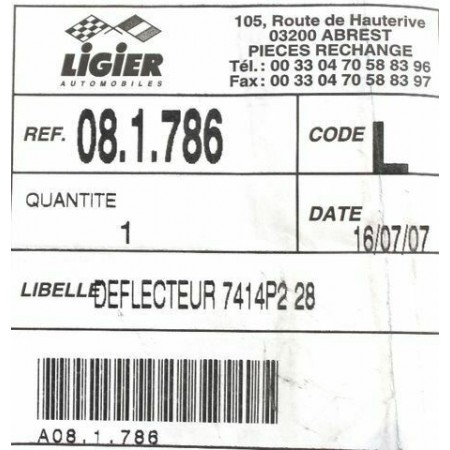 LIGIER
AUTOMOBILES
105, Route de Hauterive
03200 ABREST
PIECES RECHANGE
Tél.: 00 33 04 70 58 83 96
Fax: 00 33 04 70 58 83 97
REF. 08.1.786
CODE L
QUANTITE
1
DATE
16/07/07
LIBELLE DEFLECTEUR 7414P2 28
A08.1.786